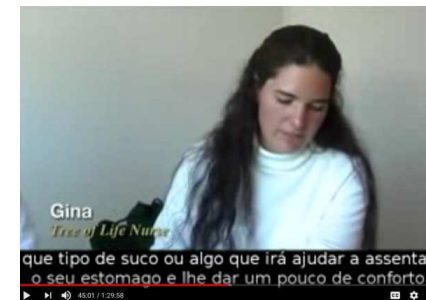 Gina
Tree of Life Nurse
que tipo de suco ou algo que irá ajudar a assenta
o seu estomago e lhe dar um pouco de conforto
45:01 / 1:29:58
CC